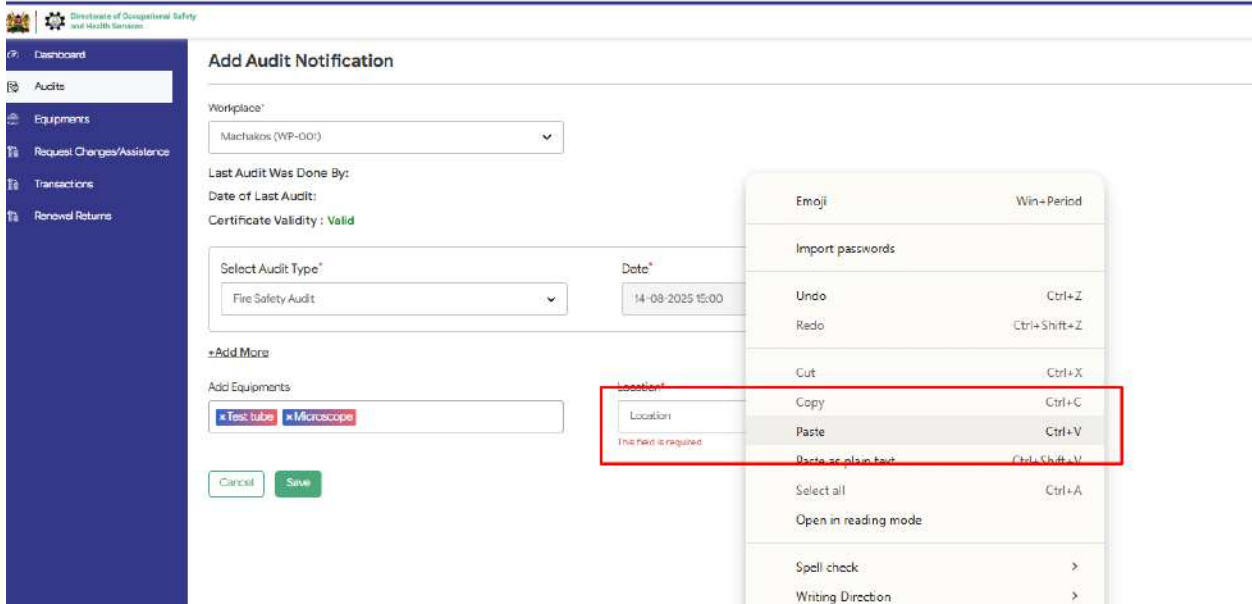 Directorate of Occupational Safety
and Health Services
Dashboard
Audits
Equipments
Request Changes/Assistance
Transactions
Renewal Returns
Add Audit Notification
Workplace*
Machakos (WP-001)
Last Audit Was Done By:
Date of Last Audit:
Certificate Validity : Valid
Select Audit Type*
Fire Safety Audit
Date*
14-08-2025 15:00
+Add More
Add Equipments
×Test tube ×Microscope
Location*
Location
This field is required
Cancel Save
Emoji Win+Period
Import passwords
Undo Ctrl+Z
Redo Ctrl+Shift+Z
Cut Ctrl+X
Copy Ctrl+C
Paste Ctrl+V
Paste as plain text Ctrl+Shift+V
Select all Ctrl+A
Open in reading mode
Spell check >
Writing Direction >